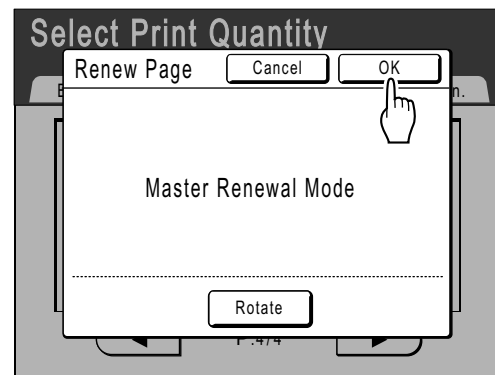 Select Print Quantity
Renew Page Cancel OK
Master Renewal Mode
Rotate
P.4/4